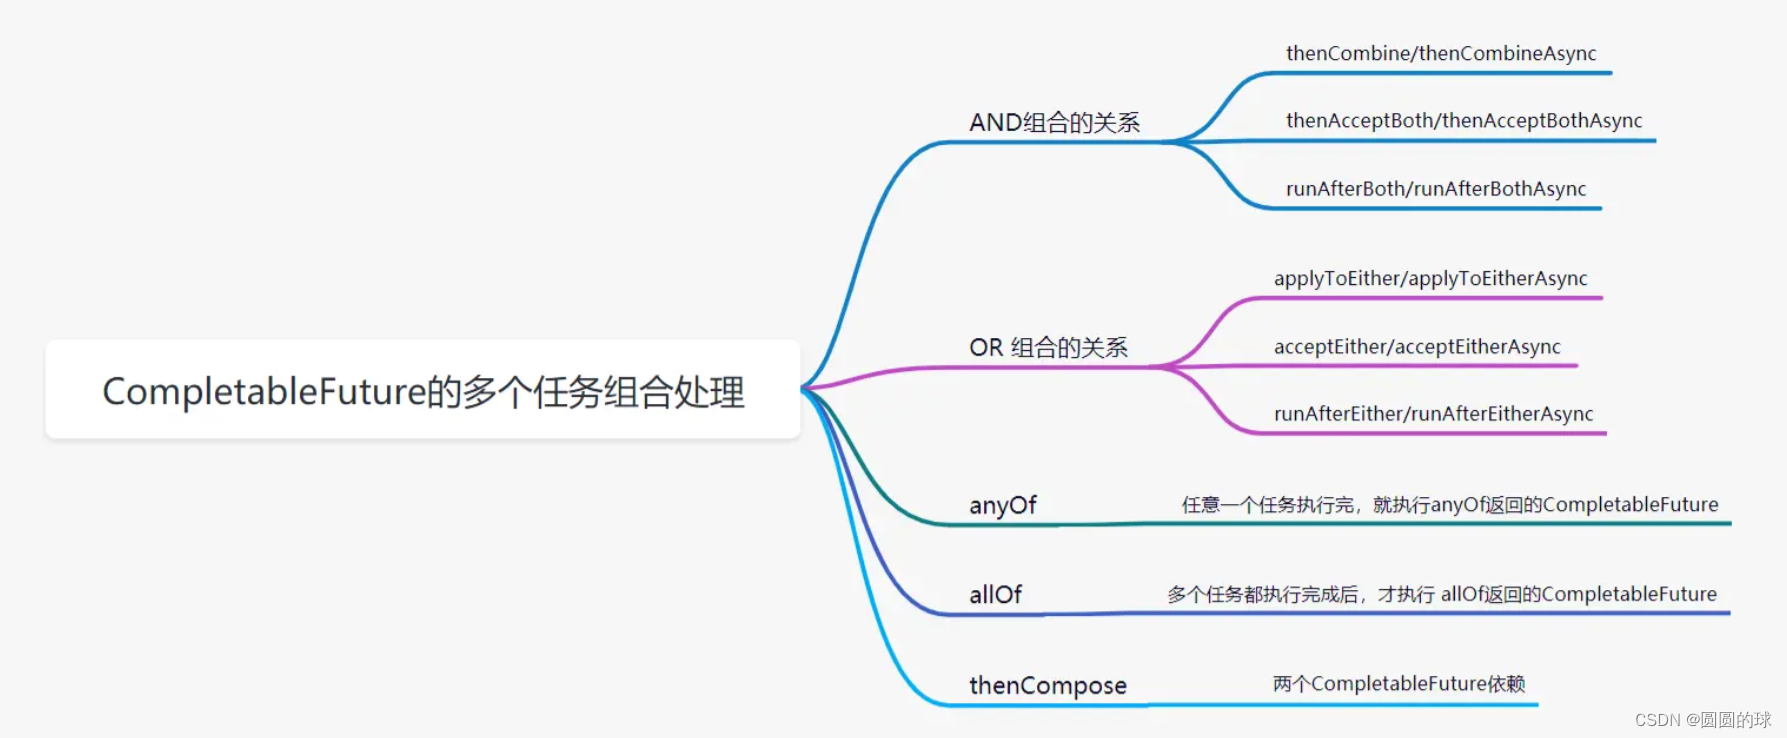 CompletableFuture的多个任务组合处理
AND组合的关系
thenCombine/thenCombineAsync
thenAcceptBoth/thenAcceptBothAsync
runAfterBoth/runAfterBothAsync
OR 组合的关系
applyToEither/applyToEitherAsync
acceptEither/acceptEitherAsync
runAfterEither/runAfterEitherAsync
anyOf
任意一个任务执行完，就执行anyOf返回的CompletableFuture
allOf
多个任务都执行完成后，才执行 allOf返回的CompletableFuture
thenCompose
两个CompletableFuture依赖
CSDN @圆圆的球